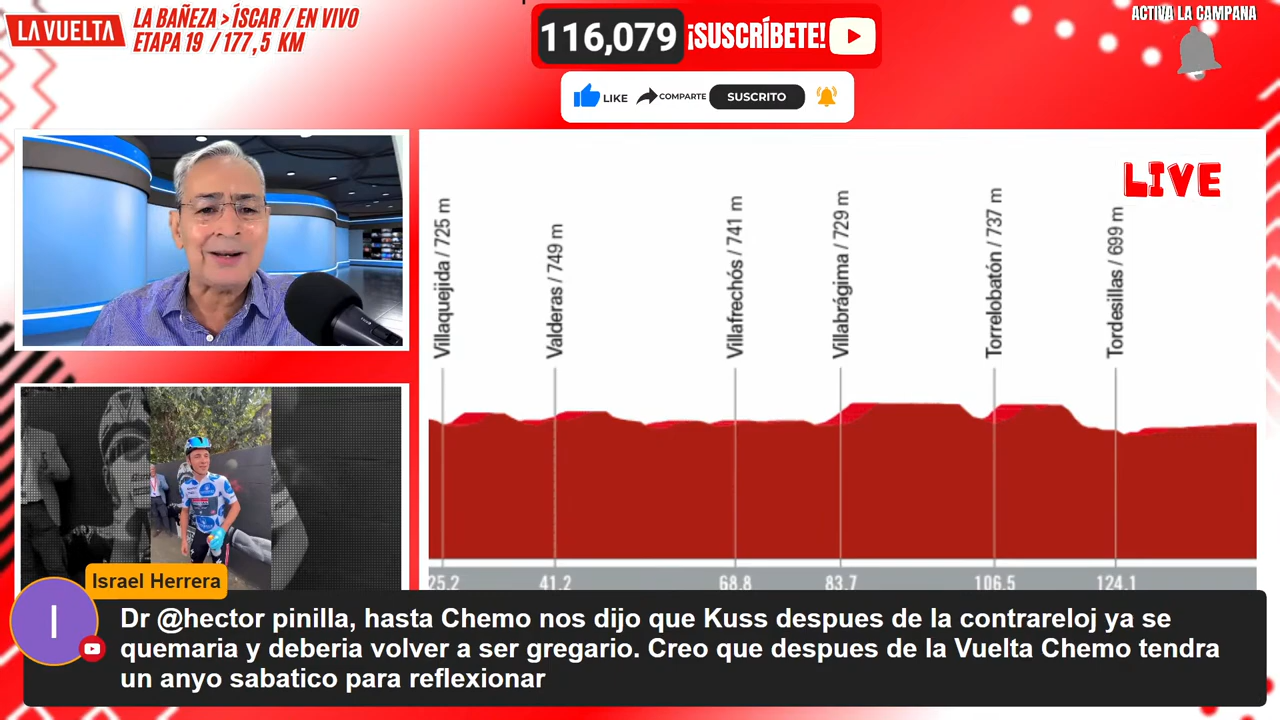 LA VUELTA
LA BAÑEZA > ÍSCAR / EN VIVO
ETAPA 19 / 177,5 KM
116,079
¡SUSCRÍBETE!
ACTIVA LA CAMPANA
LIKE
COMPARTE
SUSCRITO
LIVE
Villaquejida / 725 m
Valderas / 749 m
Villafrechós / 741 m
Villabrágima / 729 m
Torrelobatón / 737 m
Tordesillas / 699 m
25.2 41.2 68.8 83.7 106.5 124.1
Israel Herrera
I
Dr @hector pinilla, hasta Chemo nos dijo que Kuss despues de la contrareloj ya se
quemaria y deberia volver a ser gregario. Creo que despues de la Vuelta Chemo tendra
un anyo sabatico para reflexionar